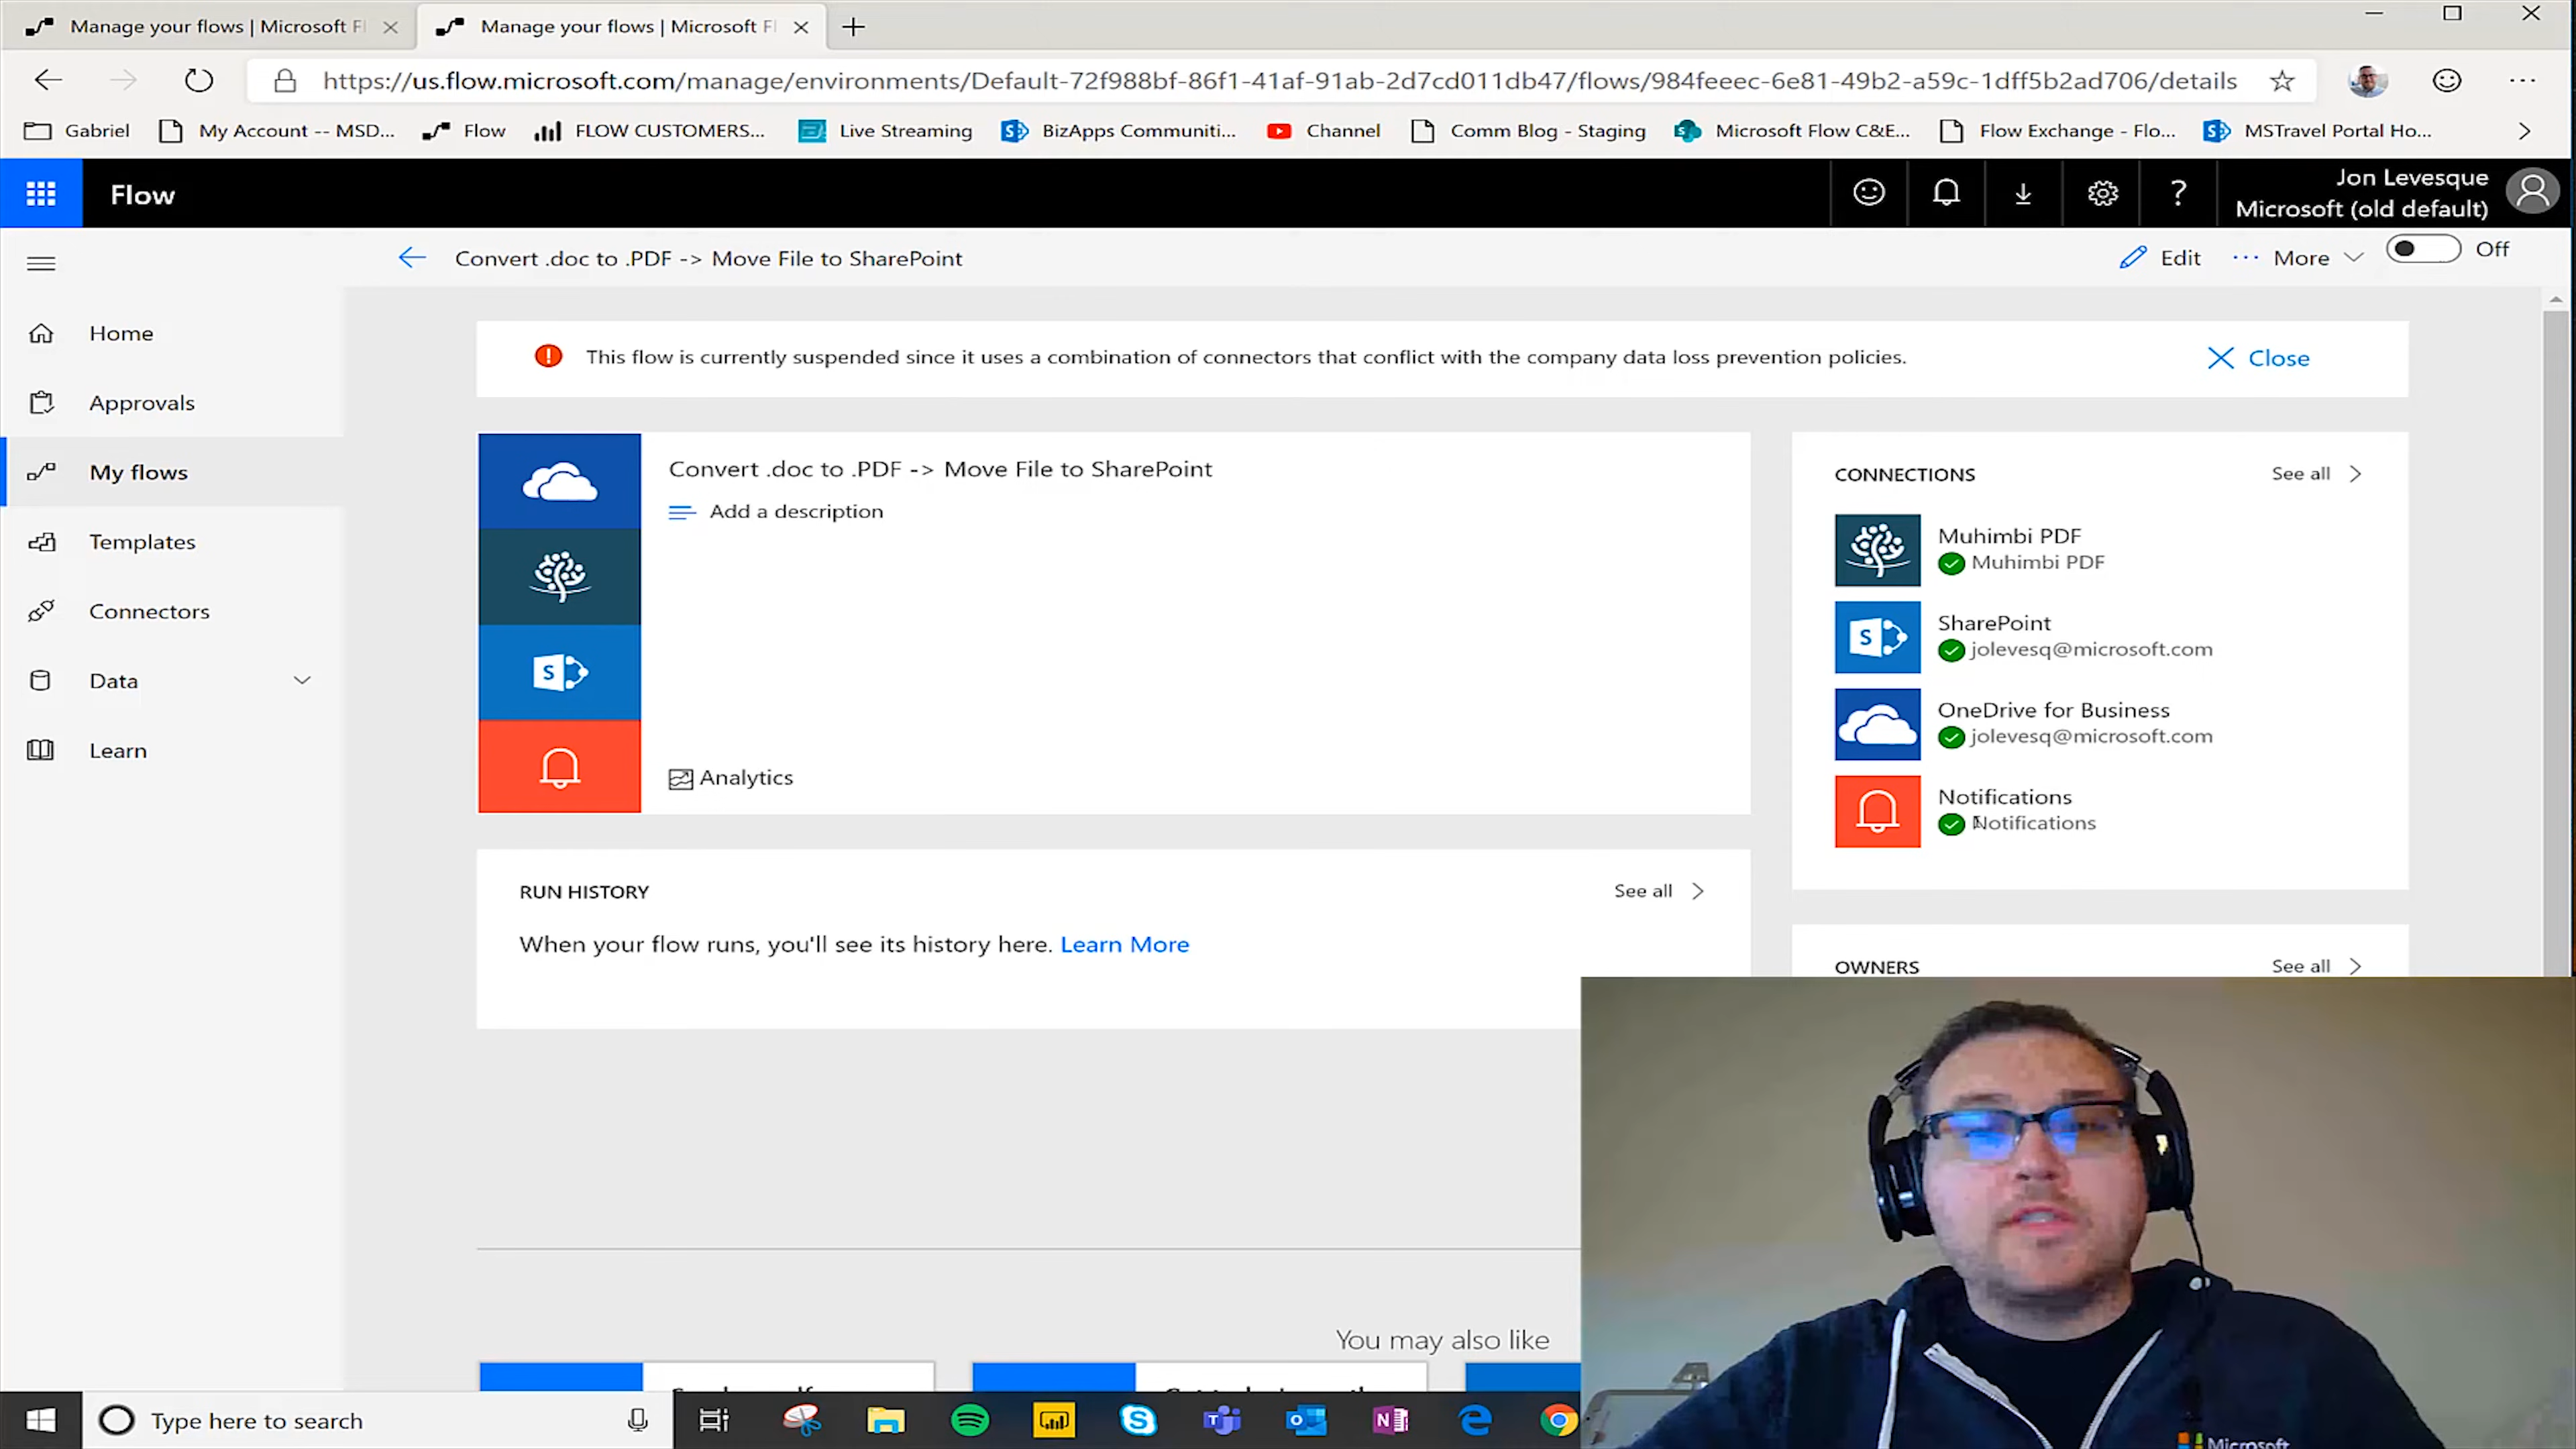 Manage your flows | Microsoft Fl
Manage your flows | Microsoft Fl
https://us.flow.microsoft.com/manage/environments/Default-72f988bf-86f1-41af-91ab-2d7cd011db47/flows/984feeec-6e81-49b2-a59c-1dff5b2ad706/details
Gabriel My Account -- MSD... Flow FLOW CUSTOMERS... Live Streaming BizApps Communiti... Channel Comm Blog - Staging Microsoft Flow C&E... Flow Exchange - Flo... MSTravel Portal Ho...
Flow
Jon Levesque
Microsoft (old default)
Convert .doc to .PDF -> Move File to SharePoint
Edit
More
Off
Home
Approvals
My flows
Templates
Connectors
Data
Learn
This flow is currently suspended since it uses a combination of connectors that conflict with the company data loss prevention policies.
Close
Convert .doc to .PDF -> Move File to SharePoint
Add a description
Analytics
CONNECTIONS
See all
Muhimbi PDF
Muhimbi PDF
SharePoint
jolevesq@microsoft.com
OneDrive for Business
jolevesq@microsoft.com
Notifications
Notifications
RUN HISTORY
See all
When your flow runs, you'll see its history here. Learn More
OWNERS
See all
You may also like
Type here to search
Microsoft